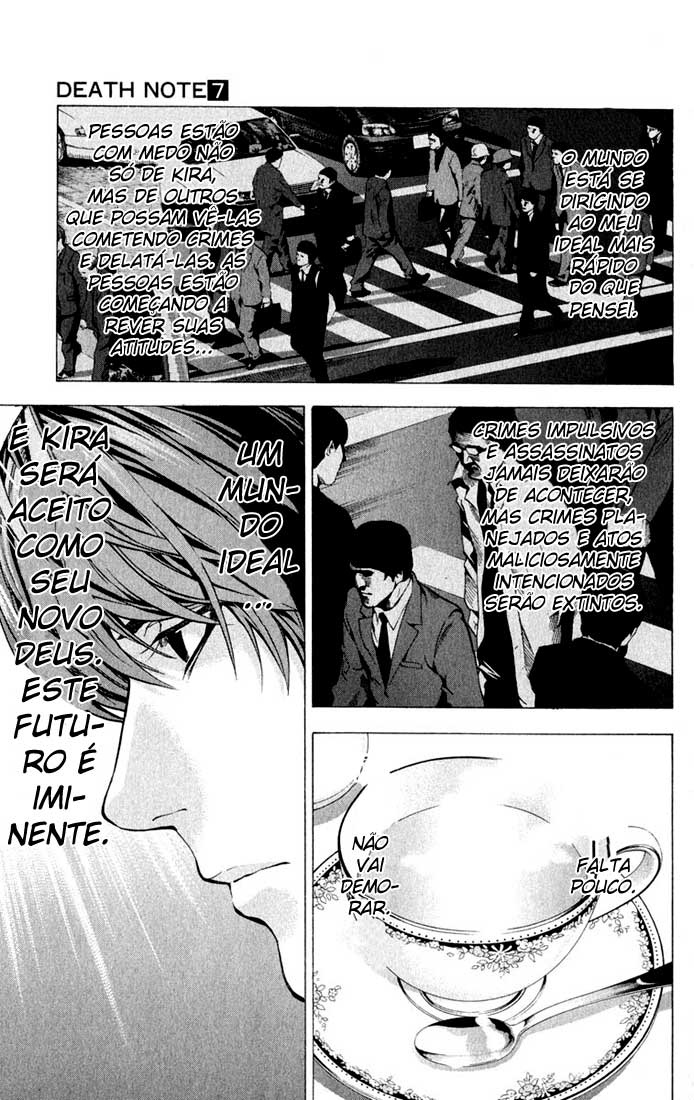 DEATH NOTE 7
O MUNDO
ESTÁ SE
DIRIGINDO
AO MEU
IDEAL MAIS
RÁPIDO
DO QUE
PENSEI.
PESSOAS ESTÃO
COM MEDO NÃO
SÓ DE KIRA,
MAS DE OUTROS
QUE POSSAM VÊ-LAS
COMETENDO CRIMES
E DELATÁ-LAS. AS
PESSOAS ESTÃO
COMEÇANDO A
REVER SUAS
ATITUDES...
CRIMES IMPULSIVOS
E ASSASSINATOS
JAMAIS DEIXARÃO
DE ACONTECER,
MAS CRIMES PLA-
NEJADOS E ATOS
MALICIOSAMENTE
INTENCIONADOS
SERÃO EXTINTOS.
UM
MUN-
DO
IDEAL
...
E KIRA
SERÁ
ACEITO
COMO
SEU
NOVO
DEUS.
ESTE
FUTU-
RO É
IMI-
NENTE.
FALTA
POUCO.
NÃO
VAI
DEMO-
RAR.